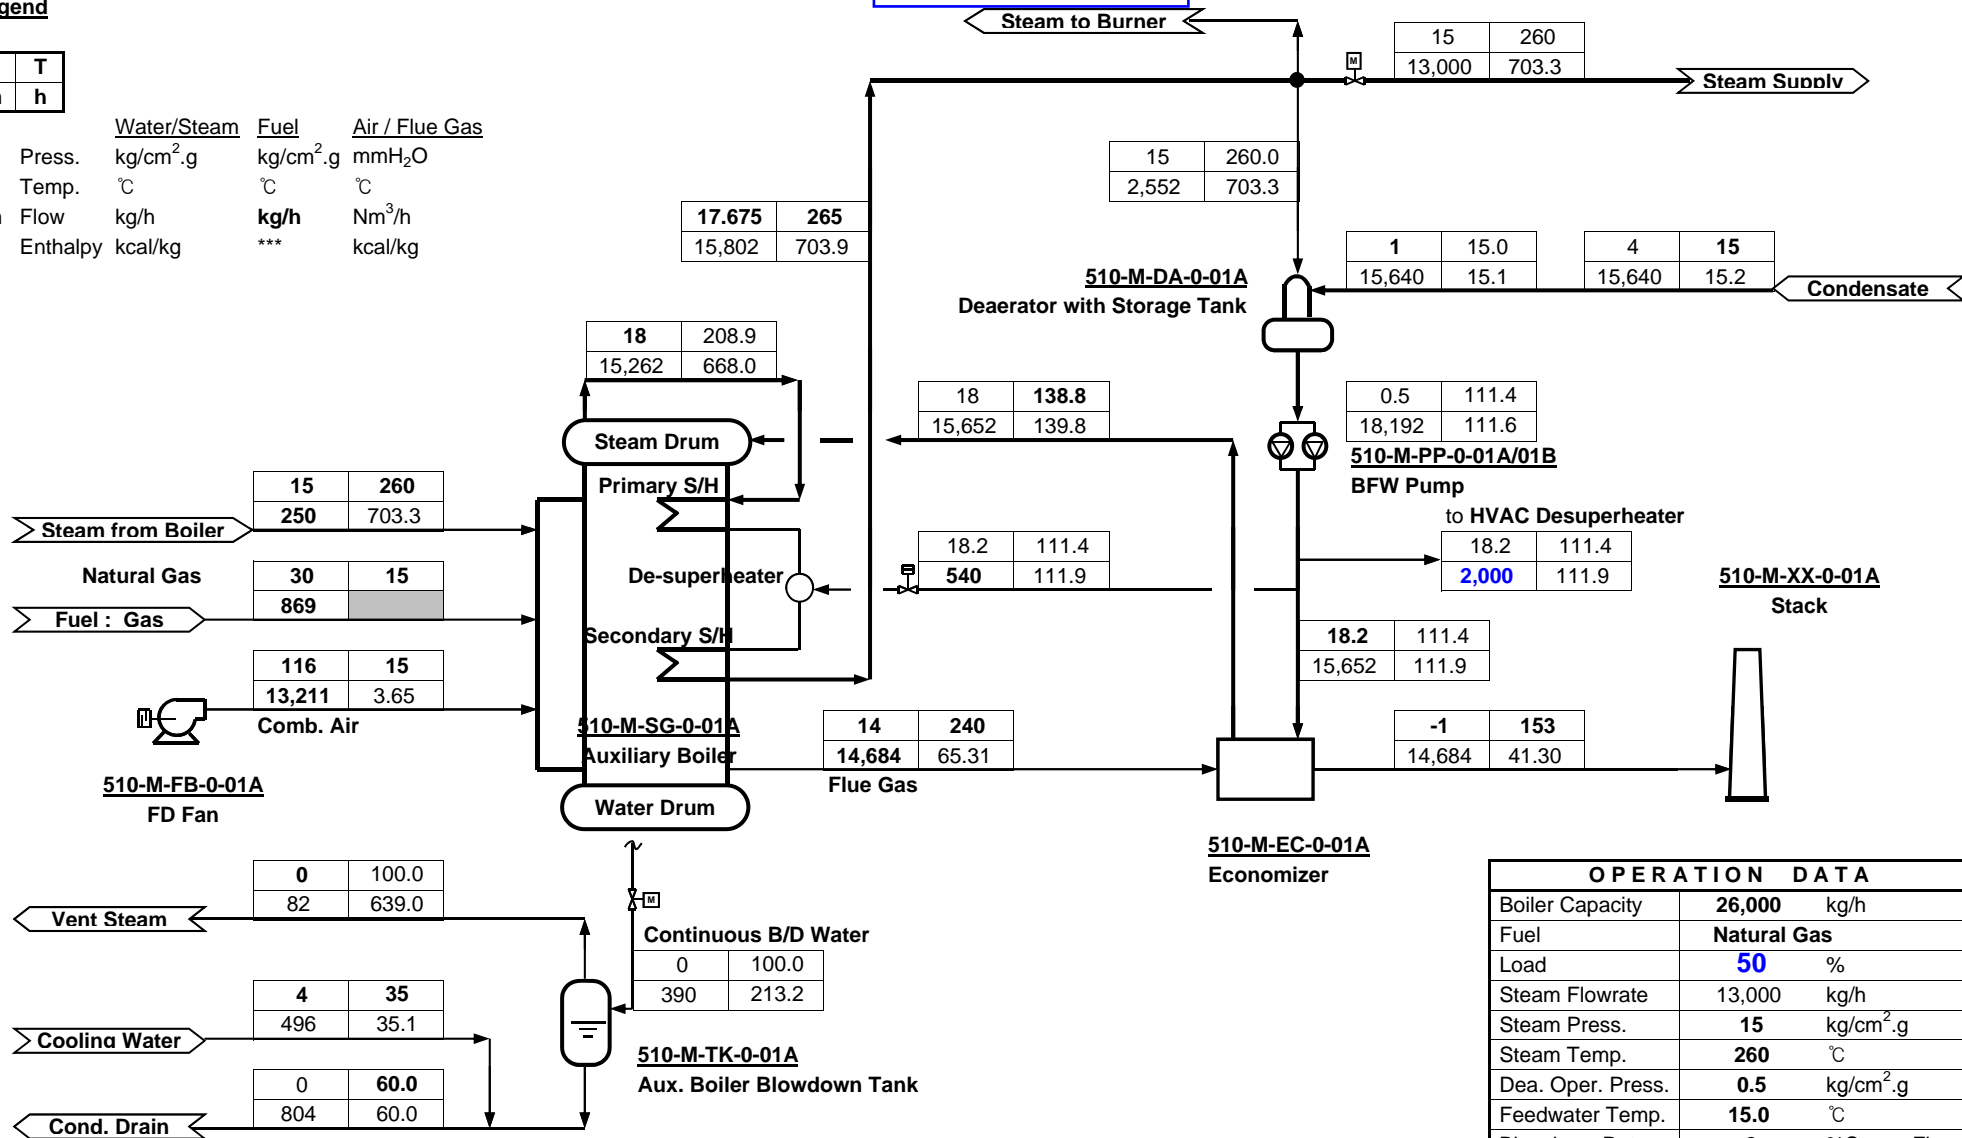 gend
T
h
Water/Steam Fuel Air / Flue Gas
Press. kg/cm2.g kg/cm2.g mmH2O
Temp. ℃ ℃ ℃
Flow kg/h kg/h Nm3/h
Enthalpy kcal/kg *** kcal/kg
Steam to Burner
15 260
13,000 703.3
M
Steam Supply
15 260.0
2,552 703.3
17.675 265
15,802 703.9
1 15.0
15,640 15.1
4 15
15,640 15.2
Condensate
510-M-DA-0-01A
Deaerator with Storage Tank
18 208.9
15,262 668.0
18 138.8
15,652 139.8
0.5 111.4
18,192 111.6
510-M-PP-0-01A/01B
BFW Pump
Steam Drum
Primary S/H
15 260
250 703.3
Steam from Boiler
to HVAC Desuperheater
18.2 111.4
2,000 111.9
18.2 111.4
540 111.9
De-superheater
Natural Gas
30 15
869
Fuel : Gas
510-M-XX-0-01A
Stack
Secondary S/H
18.2 111.4
15,652 111.9
116 15
13,211 3.65
Comb. Air
510-M-SG-0-01A
Auxiliary Boiler
14 240
14,684 65.31
Flue Gas
-1 153
14,684 41.30
510-M-FB-0-01A
FD Fan
Water Drum
510-M-EC-0-01A
Economizer
0 100.0
82 639.0
Vent Steam
M
Continuous B/D Water
0 100.0
390 213.2
4 35
496 35.1
Cooling Water
510-M-TK-0-01A
Aux. Boiler Blowdown Tank
0 60.0
804 60.0
Cond. Drain
OPERATION DATA
Boiler Capacity 26,000 kg/h
Fuel Natural Gas
Load 50 %
Steam Flowrate 13,000 kg/h
Steam Press. 15 kg/cm2.g
Steam Temp. 260 ℃
Dea. Oper. Press. 0.5 kg/cm2.g
Feedwater Temp. 15.0 ℃